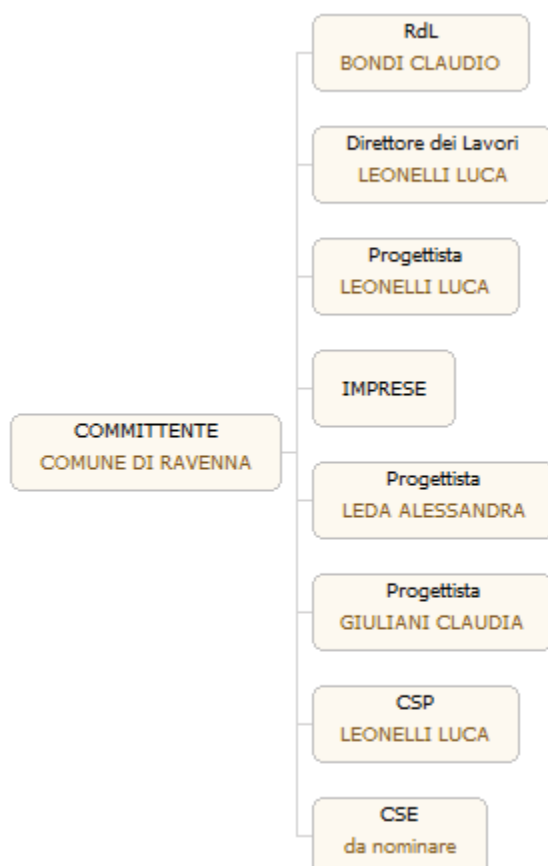 RdL
BONDI CLAUDIO
Direttore dei Lavori
LEONELLI LUCA
Progettista
LEONELLI LUCA
IMPRESE
COMMITTENTE
COMUNE DI RAVENNA
Progettista
LEDA ALESSANDRA
Progettista
GIULIANI CLAUDIA
CSP
LEONELLI LUCA
CSE
da nominare